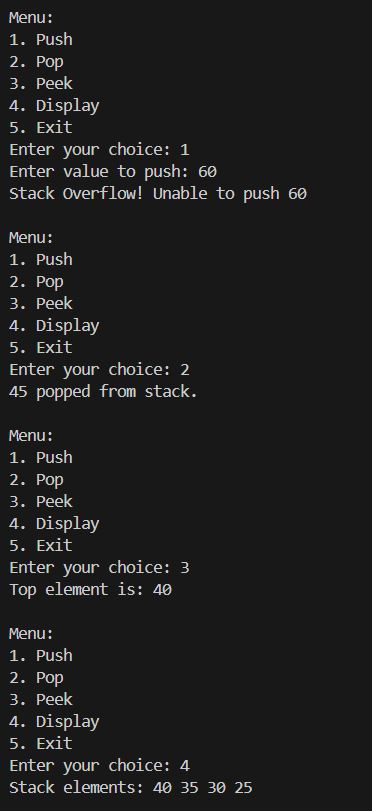 Menu:
1. Push
2. Pop
3. Peek
4. Display
5. Exit
Enter your choice: 1
Enter value to push: 60
Stack Overflow! Unable to push 60

Menu:
1. Push
2. Pop
3. Peek
4. Display
5. Exit
Enter your choice: 2
45 popped from stack.

Menu:
1. Push
2. Pop
3. Peek
4. Display
5. Exit
Enter your choice: 3
Top element is: 40

Menu:
1. Push
2. Pop
3. Peek
4. Display
5. Exit
Enter your choice: 4
Stack elements: 40 35 30 25